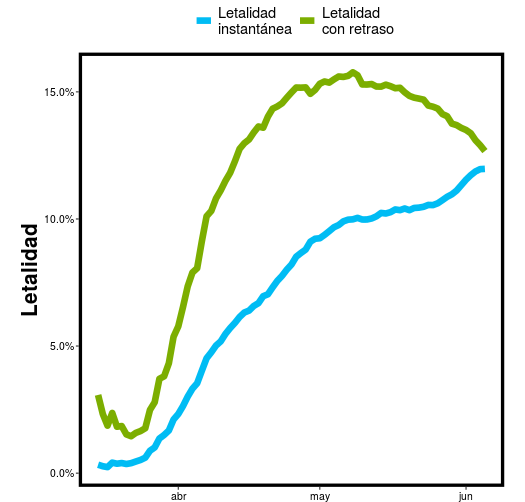 Letalidad
instantánea
Letalidad
con retraso
15.0%
10.0%
5.0%
0.0%
Letalidad
abr
may
jun